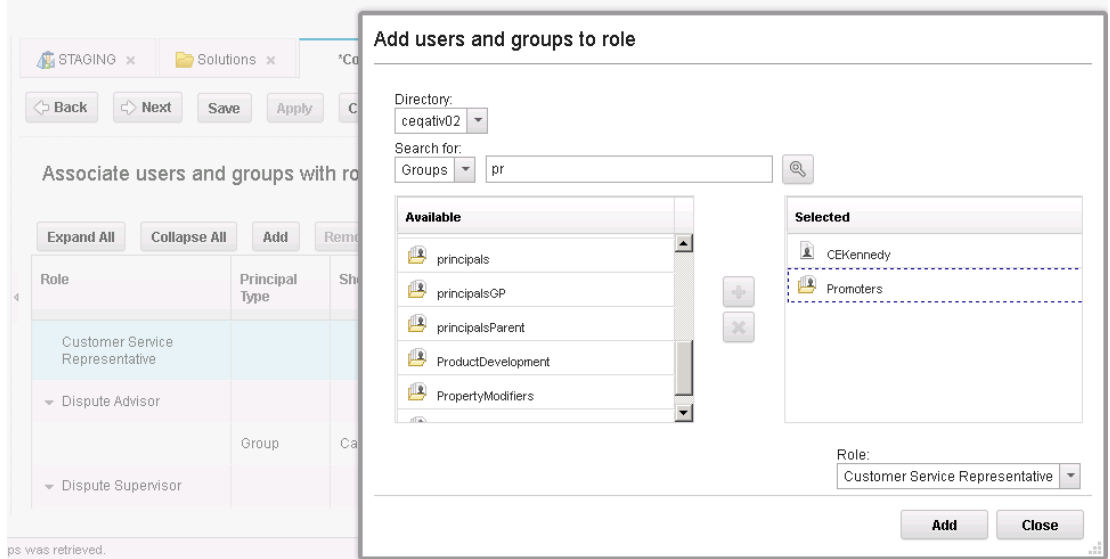 STAGING
Solutions
*Co
Back
Next
Save
Apply
C
Associate users and groups with ro
Expand All
Collapse All
Add
Remo
Role
Principal
Type
Sh
Customer Service
Representative
Dispute Advisor
Group
Ca
Dispute Supervisor
ps was retrieved.
Add users and groups to role
Directory:
ceqativ02
Search for:
Groups
pr
Available
principals
principalsGP
principalsParent
ProductDevelopment
PropertyModifiers
Selected
CEKennedy
Promoters
Role:
Customer Service Representative
Add
Close